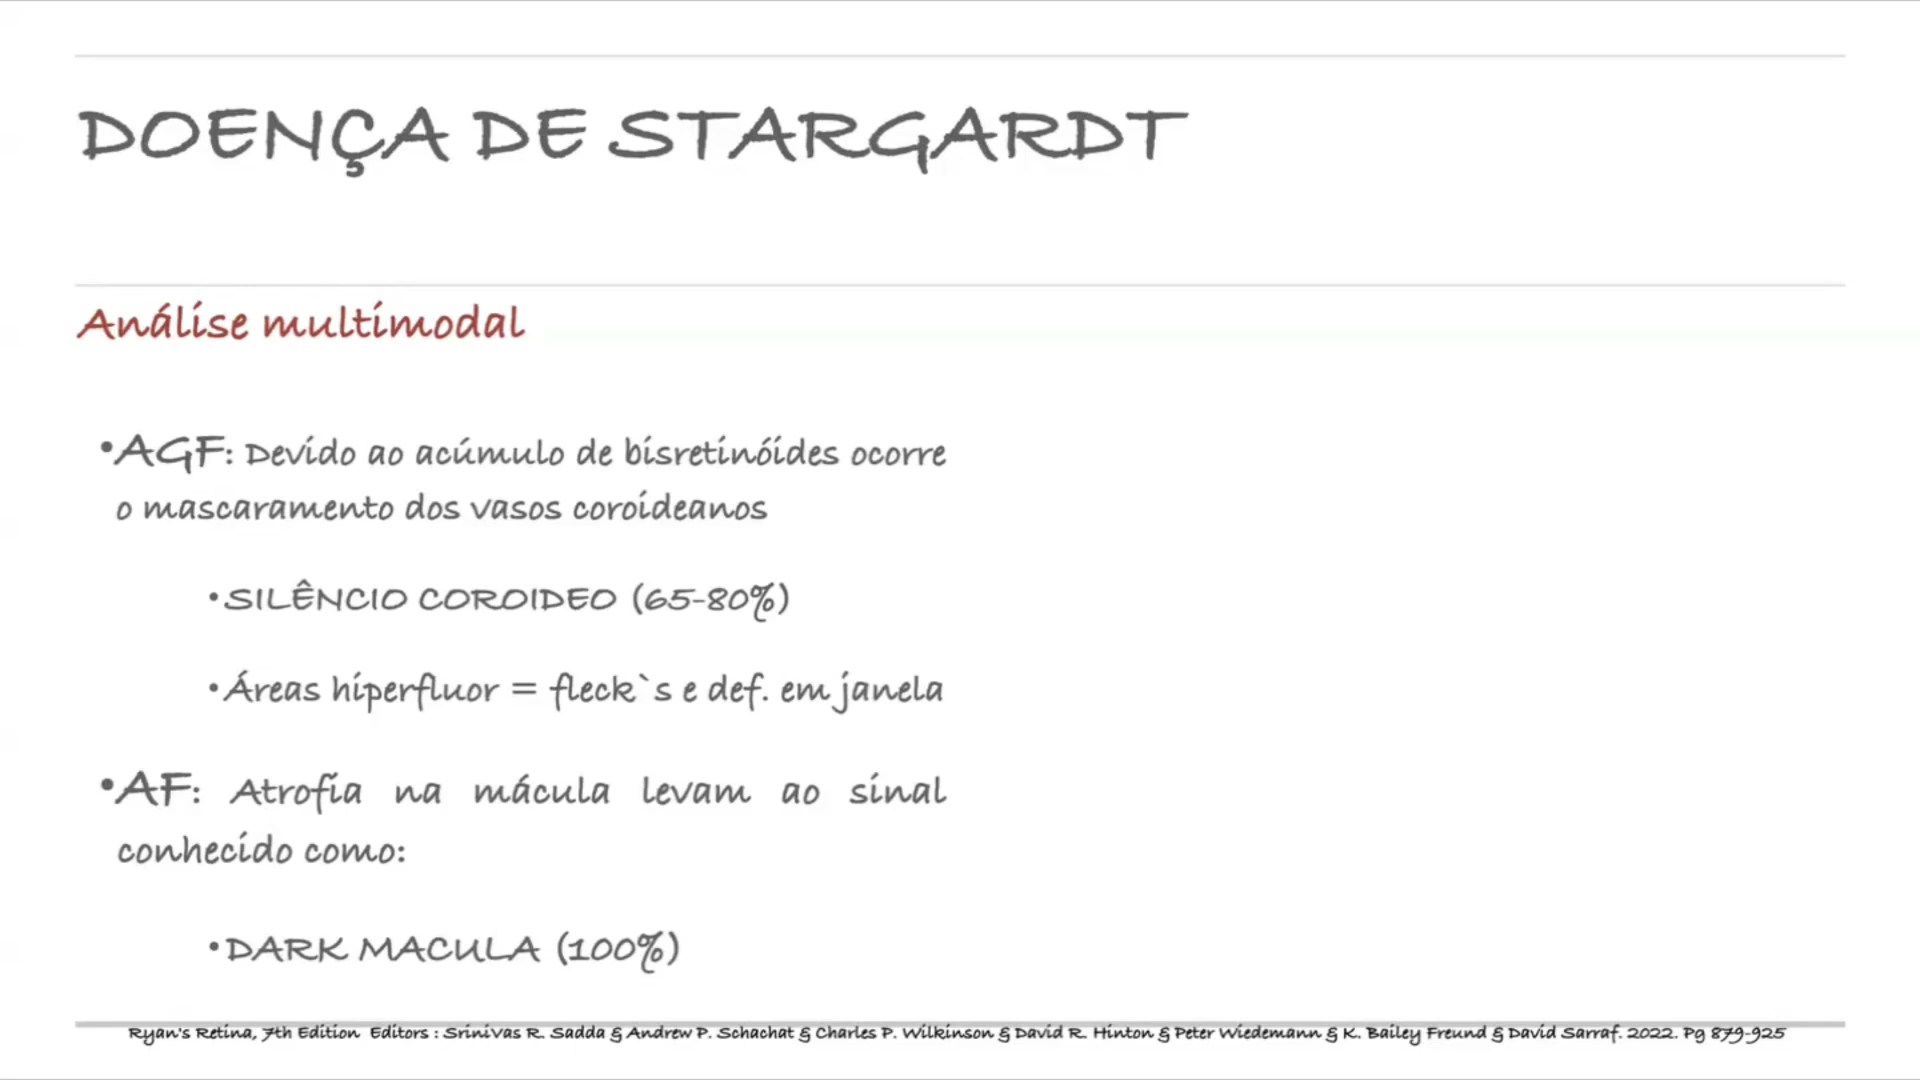 DOENÇA DE STARGARDT
Análise multimodal
•AGF: Devido ao acúmulo de bisretinóides ocorre
o mascaramento dos vasos coroideanos
•SILÊNCIO COROIDEO (65-80%)
•Áreas hiperfluor = fleck`s e def. em janela
•AF: Atrofia na mácula levam ao sinal
conhecido como:
•DARK MACULA (100%)
Ryan's Retina, 7th Edition Editors : SriniVas R. Sadda & Andrew P. Schachat & Charles P. Wilkinson & David R. Hinton & Peter Wiedemann & K. Bailey Freund & David Sarraf. 2022. Pg 879-925